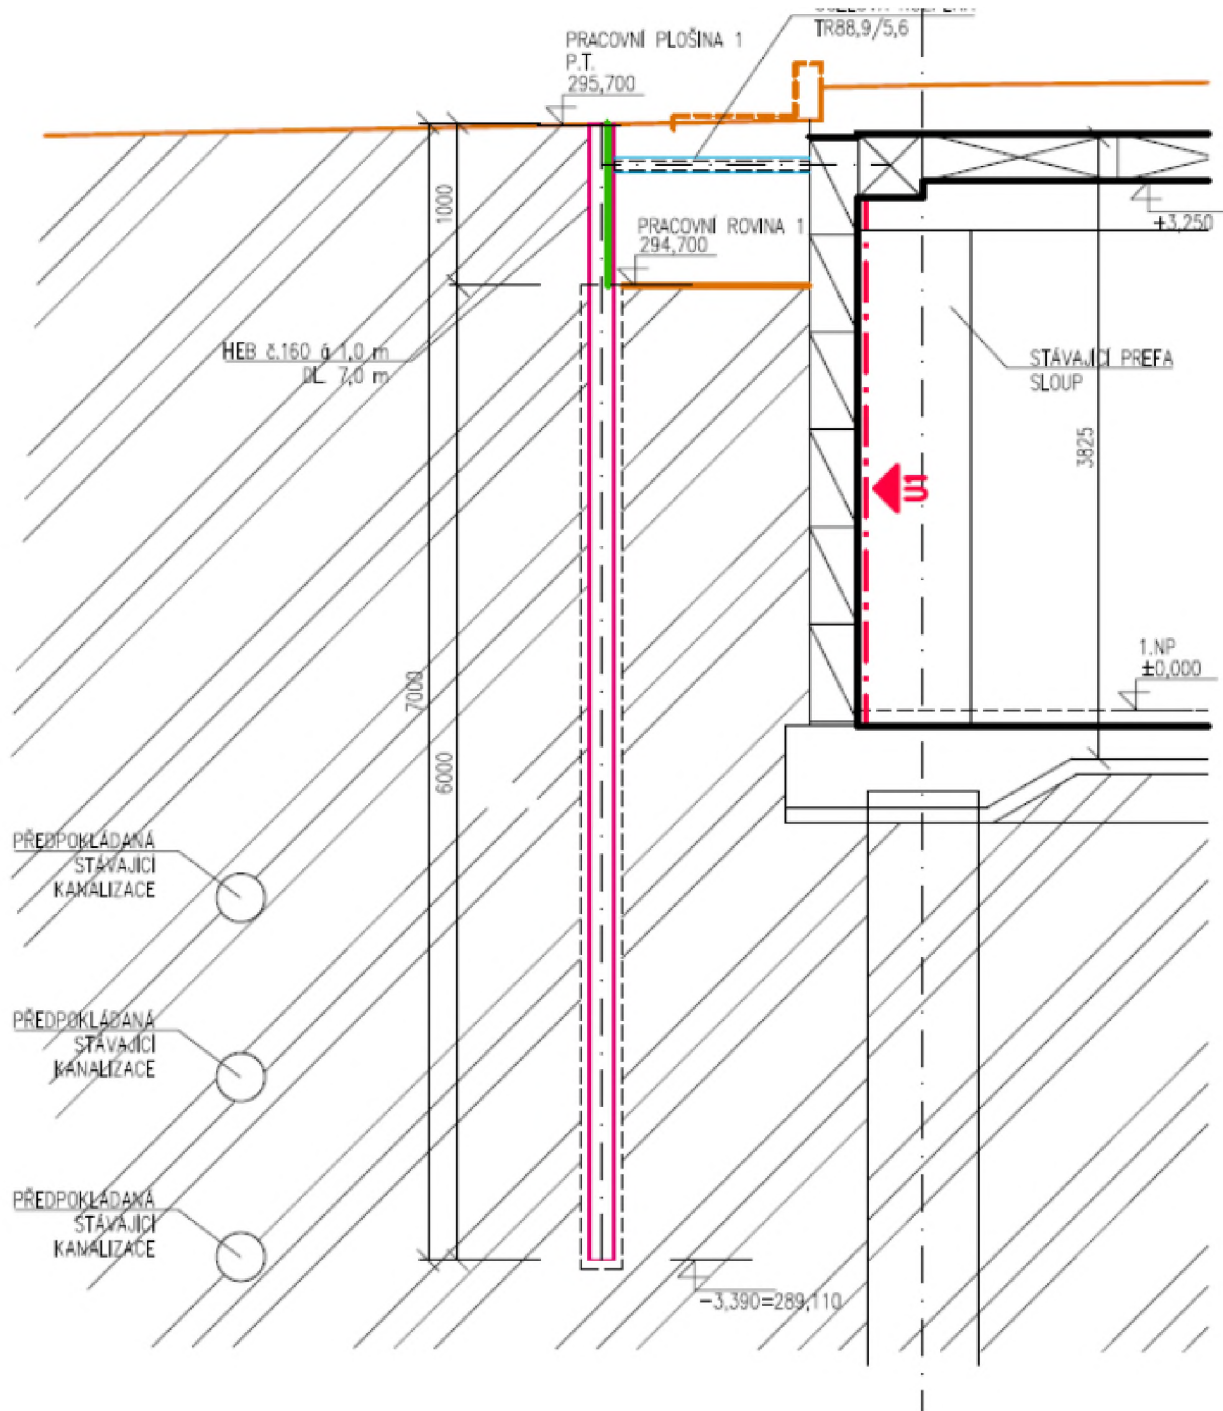 PRACOVNÍ PLOŠINA 1
P.T.
295,700
TR88,9/5,6
+3,250
1000
PRACOVNÍ ROVINA 1
294,700
HEB č.160 á 1,0 m
DL. 7,0 m
STÁVAJÍCÍ PREFA
SLOUP
3825
U1
1.NP
±0,000
7000
6000
PŘEDPOKLÁDANÁ
STÁVAJÍCÍ
KANALIZACE
PŘEDPOKLÁDANÁ
STÁVAJÍCÍ
KANALIZACE
PŘEDPOKLÁDANÁ
STÁVAJÍCÍ
KANALIZACE
-3,390=289,110